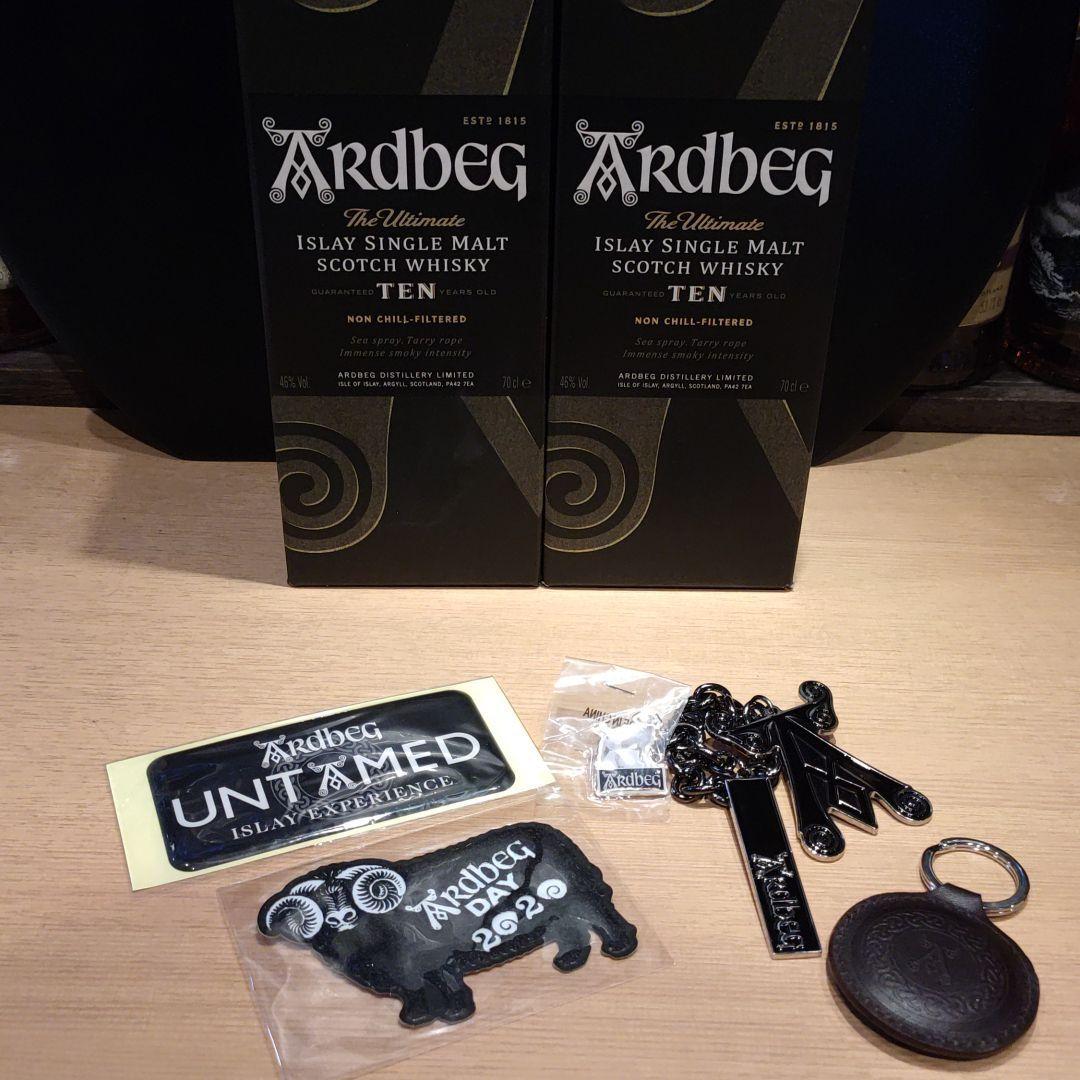 ESTD 1815
ARDBEG
The Ultimate
ISLAY SINGLE MALT
SCOTCH WHISKY
GUARANTEED TEN YEARS OLD
NON CHILL-FILTERED
Sea spray. Tarry rope
Immense smoky intensity
ARDBEG DISTILLERY LIMITED
ISLE OF ISLAY, ARGYLL, SCOTLAND, PA42 7EA
46% Vol. 70 cl e
ESTD 1815
ARDBEG
The Ultimate
ISLAY SINGLE MALT
SCOTCH WHISKY
GUARANTEED TEN YEARS OLD
NON CHILL-FILTERED
Sea spray. Tarry rope
Immense smoky intensity
ARDBEG DISTILLERY LIMITED
ISLE OF ISLAY, ARGYLL, SCOTLAND, PA42 7EA
46% Vol. 70 cl e
ARDBEG
UNTAMED
ISLAY EXPERIENCE
ARDBEG
DAY
2020
ARDBEG
Ardbeg